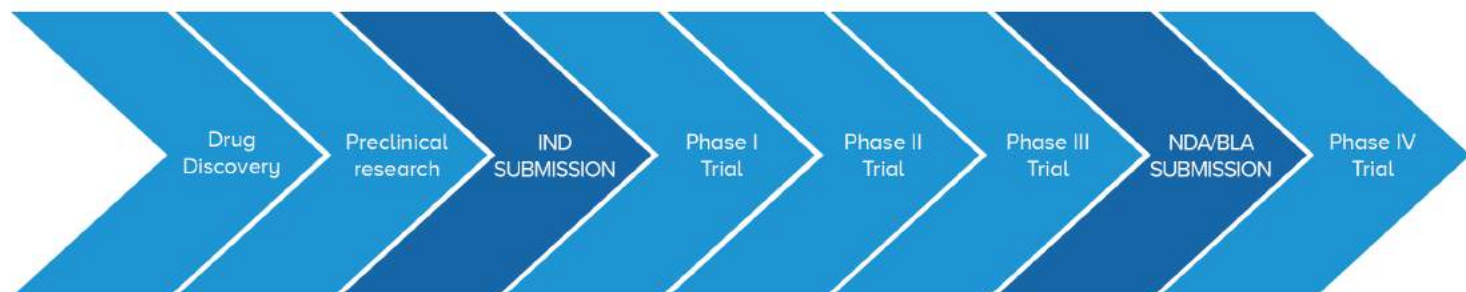 Drug
Discovery
Preclinical
research
IND
SUBMISSION
Phase I
Trial
Phase II
Trial
Phase III
Trial
NDA/BLA
SUBMISSION
Phase IV
Trial